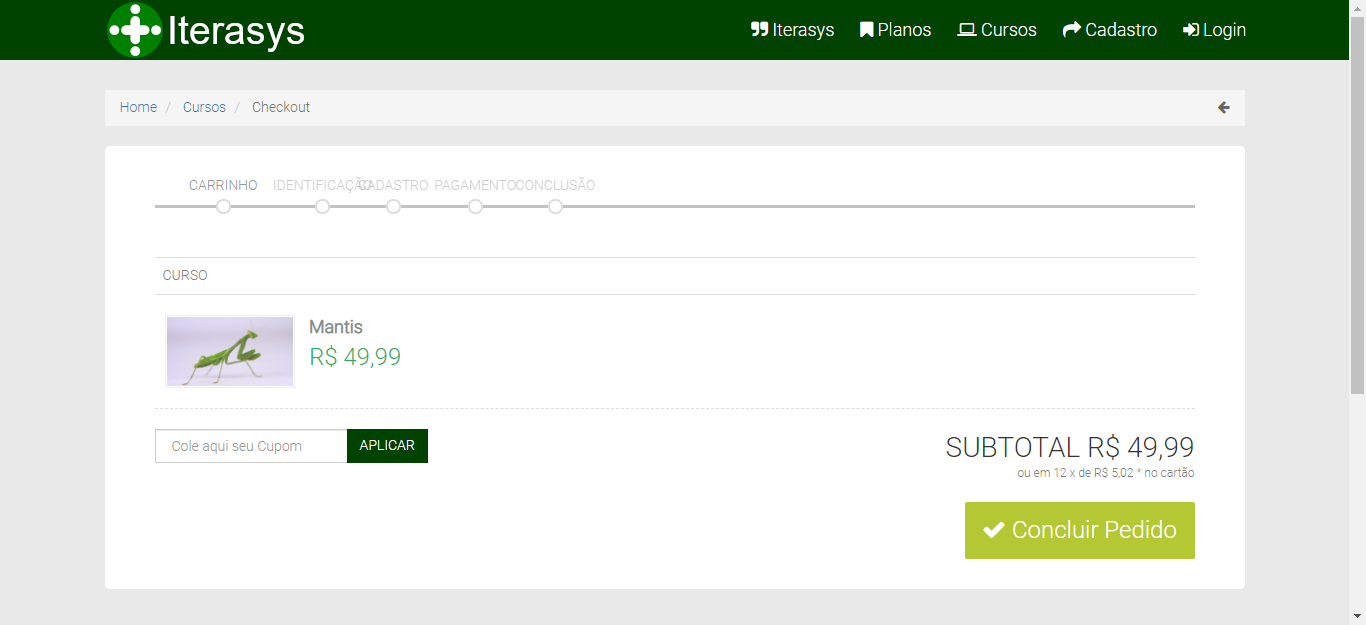 Iterasys
Iterasys Planos Cursos Cadastro Login
Home / Cursos / Checkout
CARRINHO IDENTIFICAÇÃO CADASTRO PAGAMENTO CONCLUSÃO
CURSO
Mantis
R$ 49,99
Cole aqui seu Cupom APLICAR
SUBTOTAL R$ 49,99
ou em 12 x de R$ 5,02 * no cartão
Concluir Pedido